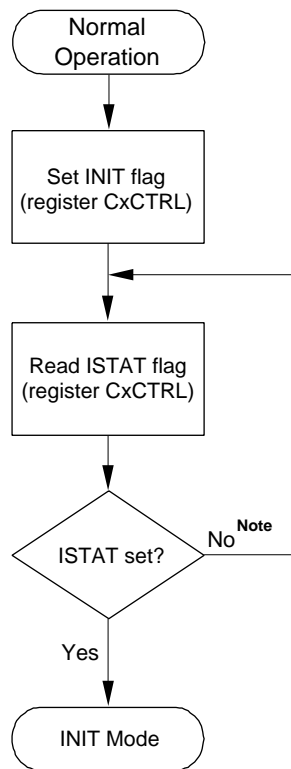 Normal
Operation
Set INIT flag
(register CxCTRL)
Read ISTAT flag
(register CxCTRL)
ISTAT set?
No Note
Yes
INIT Mode